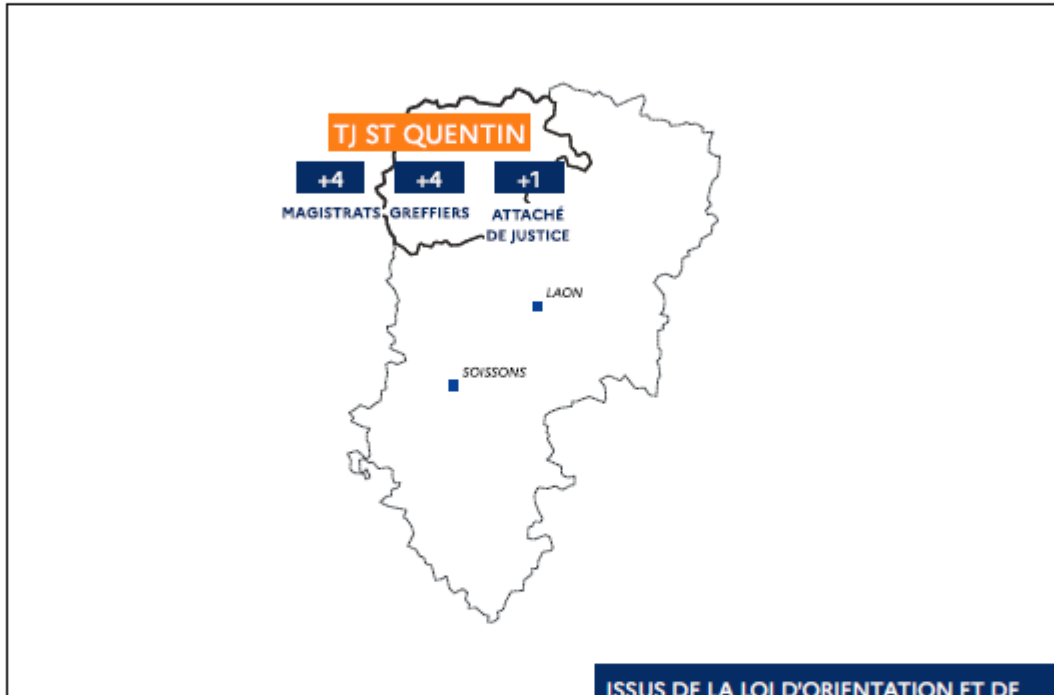 TJ ST QUENTIN
+4
+4
+1
MAGISTRATS
GREFFIERS
ATTACHÉ
DE JUSTICE
LAON
SOISSONS
ISSUS DE LA LOI D'ORIENTATION ET DE